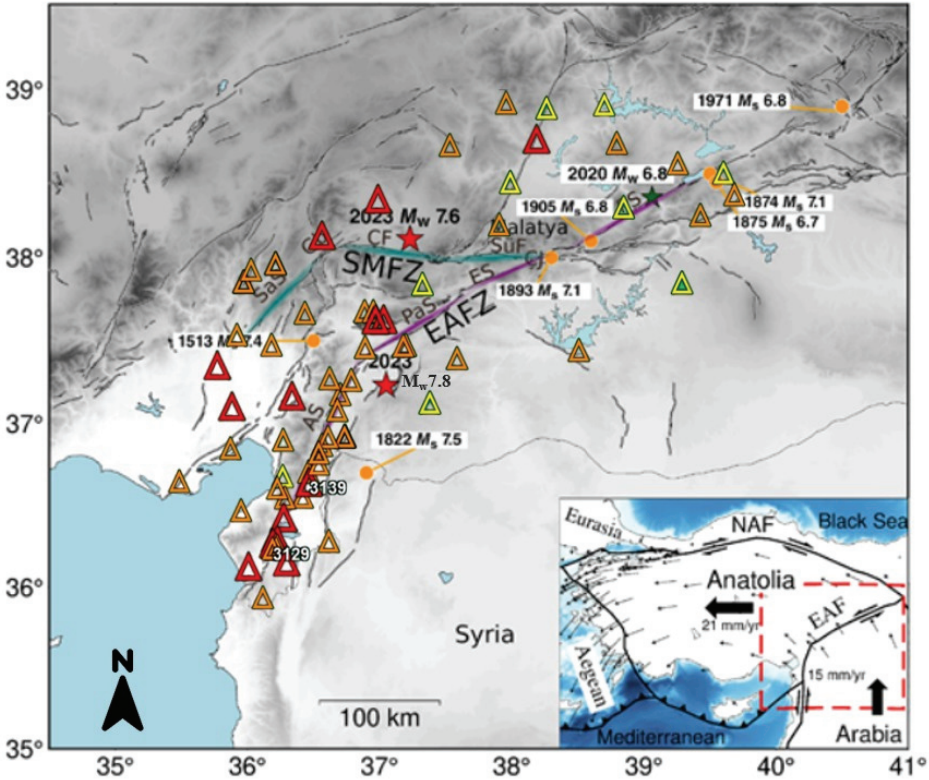 39°
38°
37°
36°
35°
35°
36°
37°
38°
39°
40°
41°
1971 Ms 6.8
2020 Mw 6.8
1905 Ms 6.8
1874 Ms 7.1
1875 Ms 6.7
2023 Mw 7.6
CF
SMFZ
SuF
1893 Ms 7.1
ES
PaS
EAFZ
SaS
1513 Ms 7.4
2023
Mw7.8
AS
1822 Ms 7.5
3139
3129
Syria
N
100 km
Eurasia
NAF
Black Sea
Anatolia
21 mm/yr
EAF
Aegean
15 mm/yr
Arabia
Mediterranean